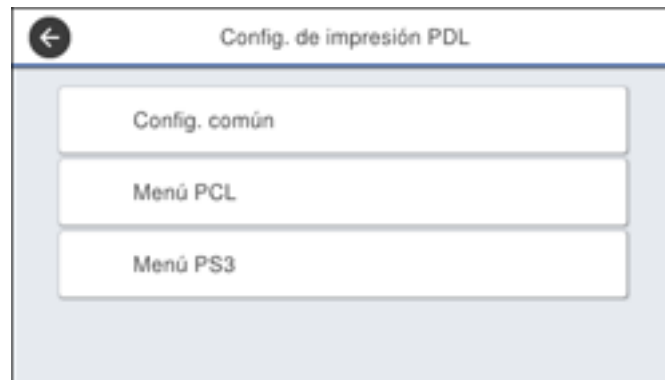 Config. de impresión PDL
Config. común
Menú PCL
Menú PS3